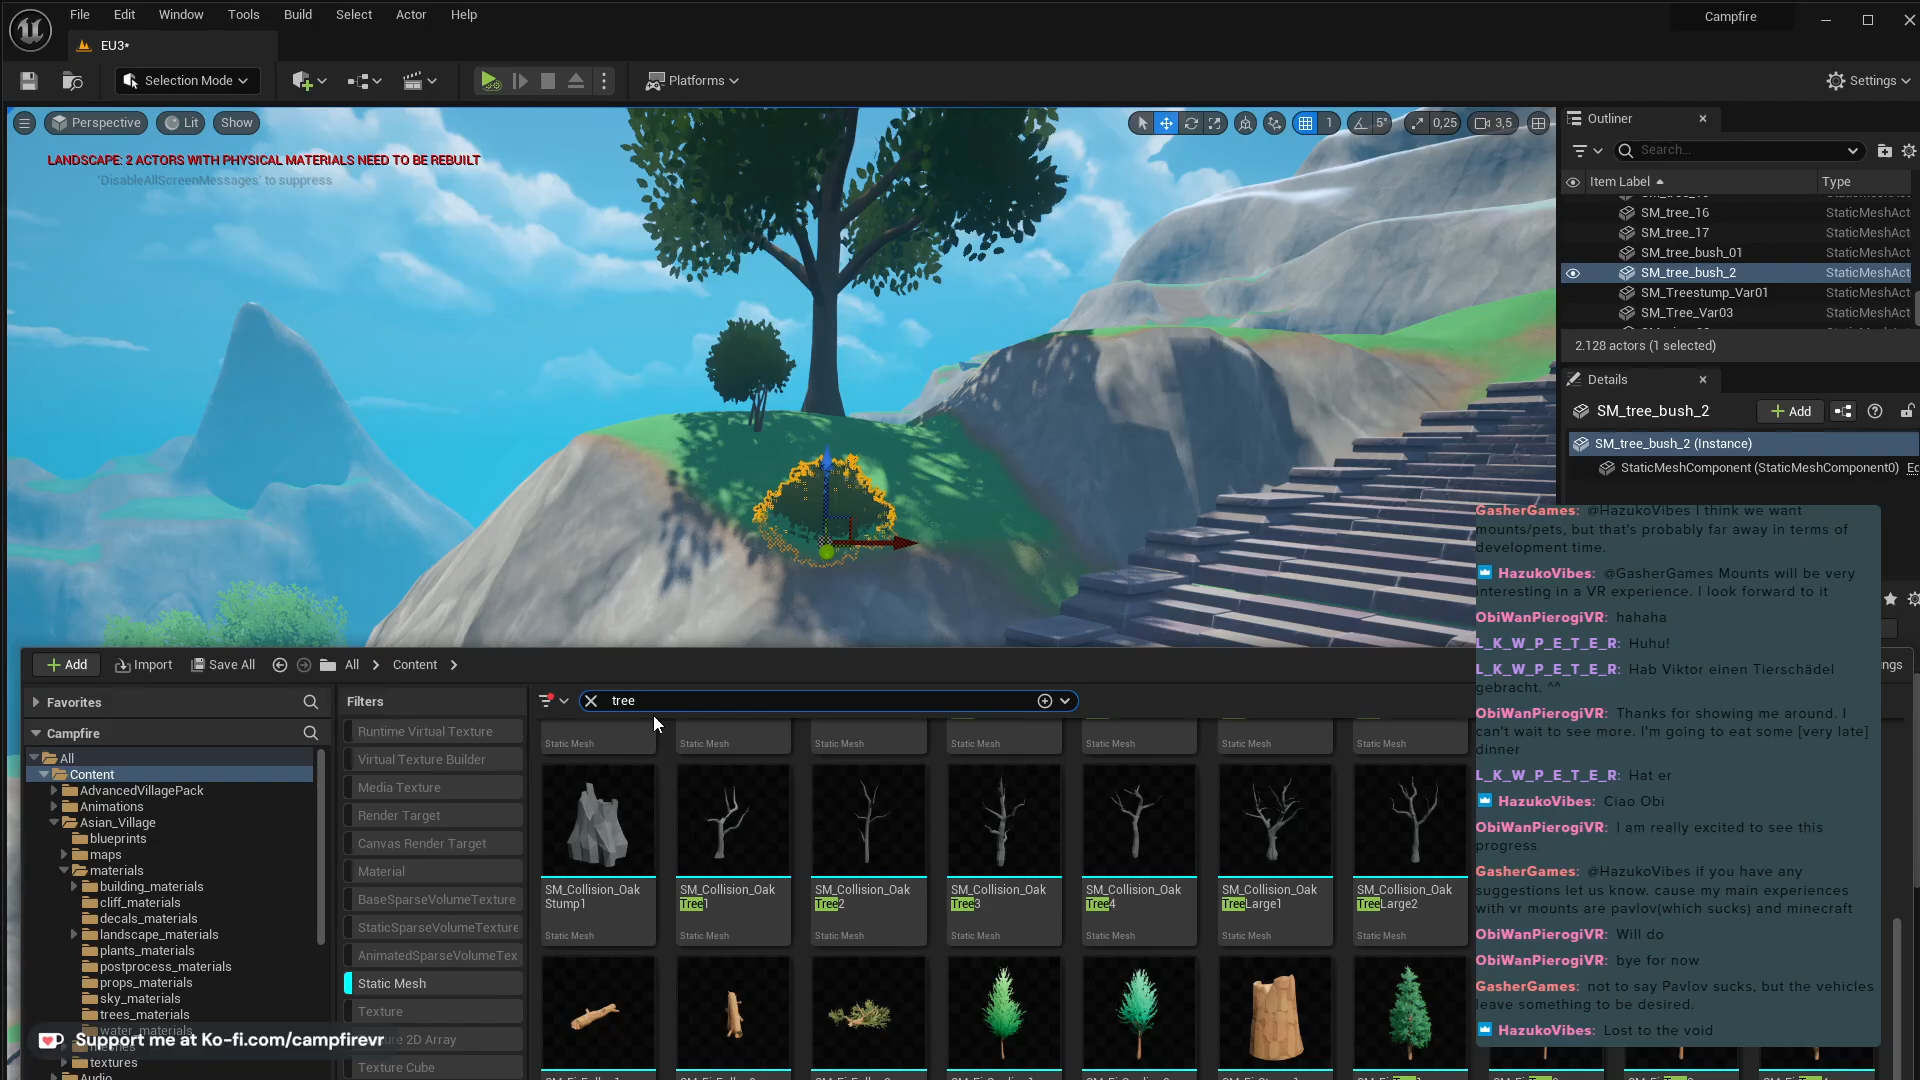 File Edit Window Tools Build Select Actor Help
Campfire
EU3*
Selection Mode
Platforms
Settings
Perspective Lit Show
1 5° 0,25 3,5
LANDSCAPE: 2 ACTORS WITH PHYSICAL MATERIALS NEED TO BE REBUILT
'DisableAllScreenMessages' to suppress
Outliner
Search...
Item Label Type
SM_tree_16 StaticMeshAct
SM_tree_17 StaticMeshAct
SM_tree_bush_01 StaticMeshAct
SM_tree_bush_2 StaticMeshAct
SM_Treestump_Var01 StaticMeshAct
SM_Tree_Var03 StaticMeshAct
2.128 actors (1 selected)
Details
SM_tree_bush_2
Add
SM_tree_bush_2 (Instance)
StaticMeshComponent (StaticMeshComponent0) Ed
GasherGames: @HazukoVibes I think we want
mounts/pets, but that's probably far away in terms of
development time.
HazukoVibes: @GasherGames Mounts will be very
interesting in a VR experience. I look forward to it
ObiWanPierogiVR: hahaha
L_K_W_P_E_T_E_R: Huhu!
L_K_W_P_E_T_E_R: Hab Viktor einen Tierschädel
gebracht. ^^
ObiWanPierogiVR: Thanks for showing me around. I
can't wait to see more. I'm going to eat some [very late]
dinner
L_K_W_P_E_T_E_R: Hat er
HazukoVibes: Ciao Obi
ObiWanPierogiVR: I am really excited to see this
progress
GasherGames: @HazukoVibes if you have any
suggestions let us know. cause my main experiences
with vr mounts are pavlov(which sucks) and minecraft
ObiWanPierogiVR: Will do
ObiWanPierogiVR: bye for now
GasherGames: not to say Pavlov sucks, but the vehicles
leave something to be desired.
HazukoVibes: Lost to the void
Add Import Save All All Content
ngs
Favorites
Campfire
All
Content
AdvancedVillagePack
Animations
Asian_Village
blueprints
maps
materials
building_materials
cliff_materials
decals_materials
landscape_materials
plants_materials
postprocess_materials
props_materials
sky_materials
trees_materials
water_materials
textures
Audio
Support me at Ko-fi.com/campfirevr
Filters
Runtime Virtual Texture
Virtual Texture Builder
Media Texture
Render Target
Canvas Render Target
Material
BaseSparseVolumeTexture
StaticSparseVolumeTexture
AnimatedSparseVolumeTex
Static Mesh
Texture
2D Array
Texture Cube
tree
Static Mesh Static Mesh Static Mesh Static Mesh Static Mesh Static Mesh Static Mesh
SM_Collision_Oak SM_Collision_Oak SM_Collision_Oak SM_Collision_Oak SM_Collision_Oak SM_Collision_Oak SM_Collision_Oak
Stump1 Tree1 Tree2 Tree3 Tree4 TreeLarge1 TreeLarge2
Static Mesh Static Mesh Static Mesh Static Mesh Static Mesh Static Mesh Static Mesh